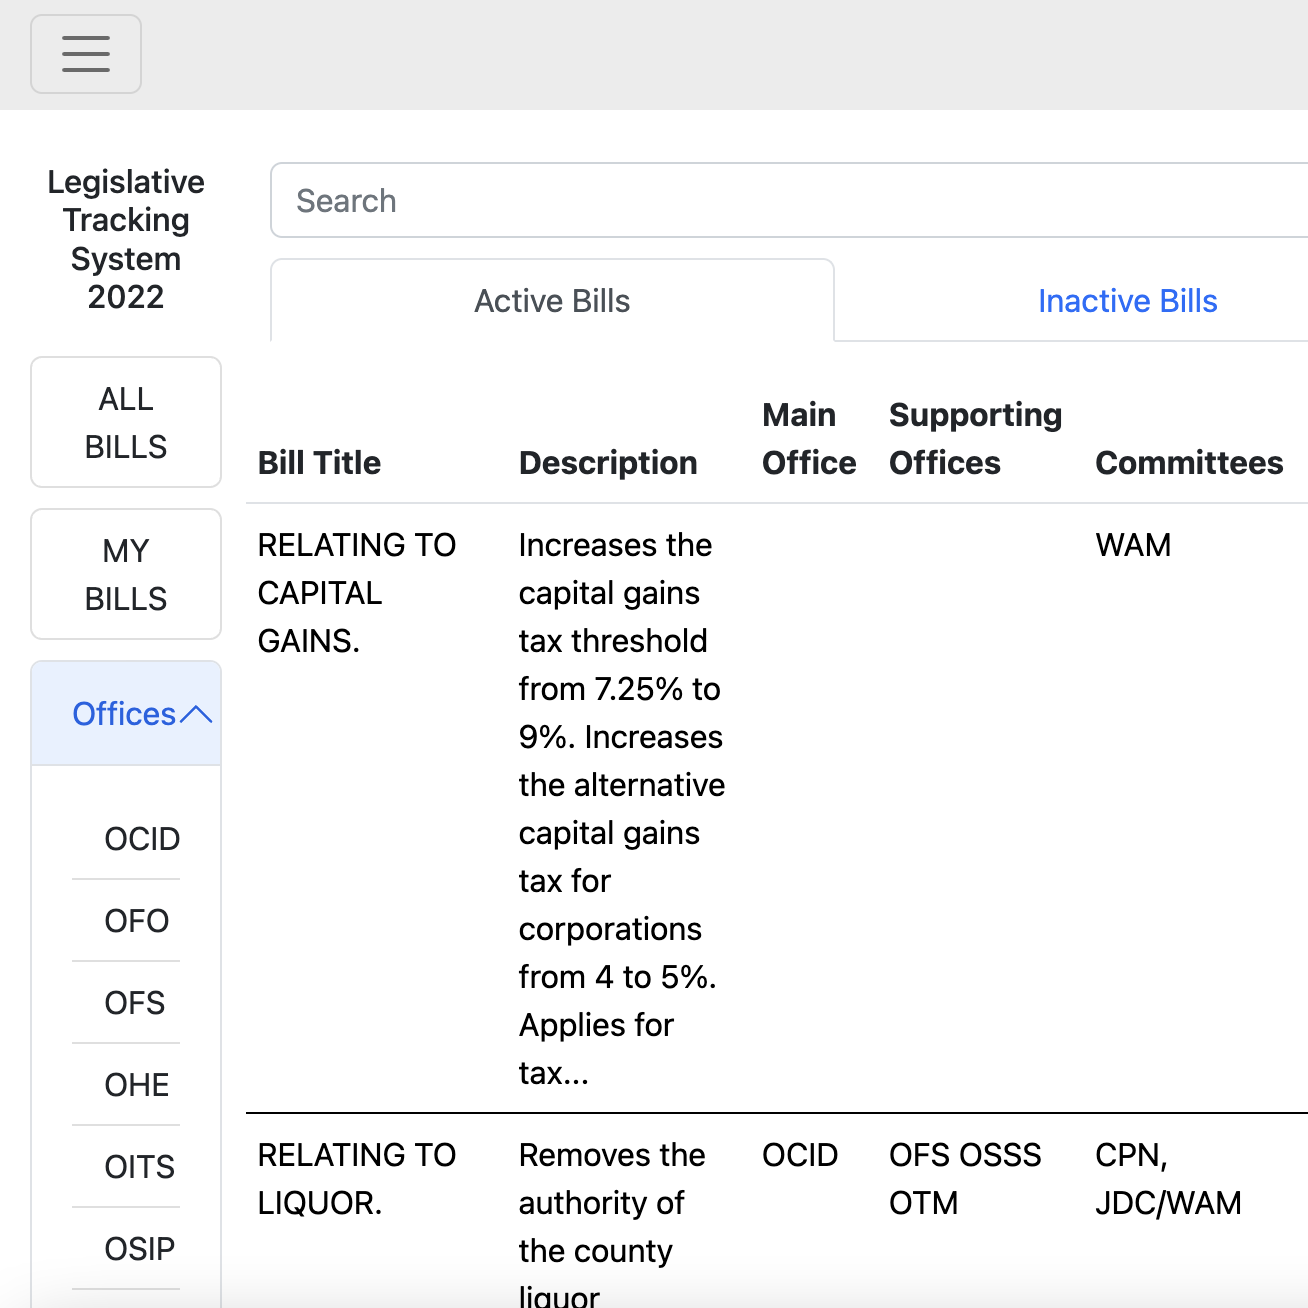 Legislative
Tracking
System
2022
ALL
BILLS
MY
BILLS
Offices
OCID
OFO
OFS
OHE
OITS
OSIP
Search
Active Bills
Inactive Bills
Bill Title
Description
Main
Office
Supporting
Offices
Committees
RELATING TO
CAPITAL
GAINS.
Increases the
capital gains
tax threshold
from 7.25% to
9%. Increases
the alternative
capital gains
tax for
corporations
from 4 to 5%.
Applies for
tax...
WAM
RELATING TO
LIQUOR.
Removes the
authority of
the county
liquor
OCID
OFS OSSS
OTM
CPN,
JDC/WAM